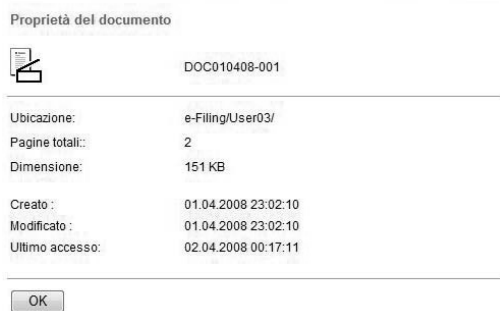 Proprietà del documento
DOC010408-001
Ubicazione: e-Filing/User03/
Pagine totali:: 2
Dimensione: 151 KB
Creato : 01.04.2008 23:02:10
Modificato : 01.04.2008 23:02:10
Ultimo accesso: 02.04.2008 00:17:11
OK